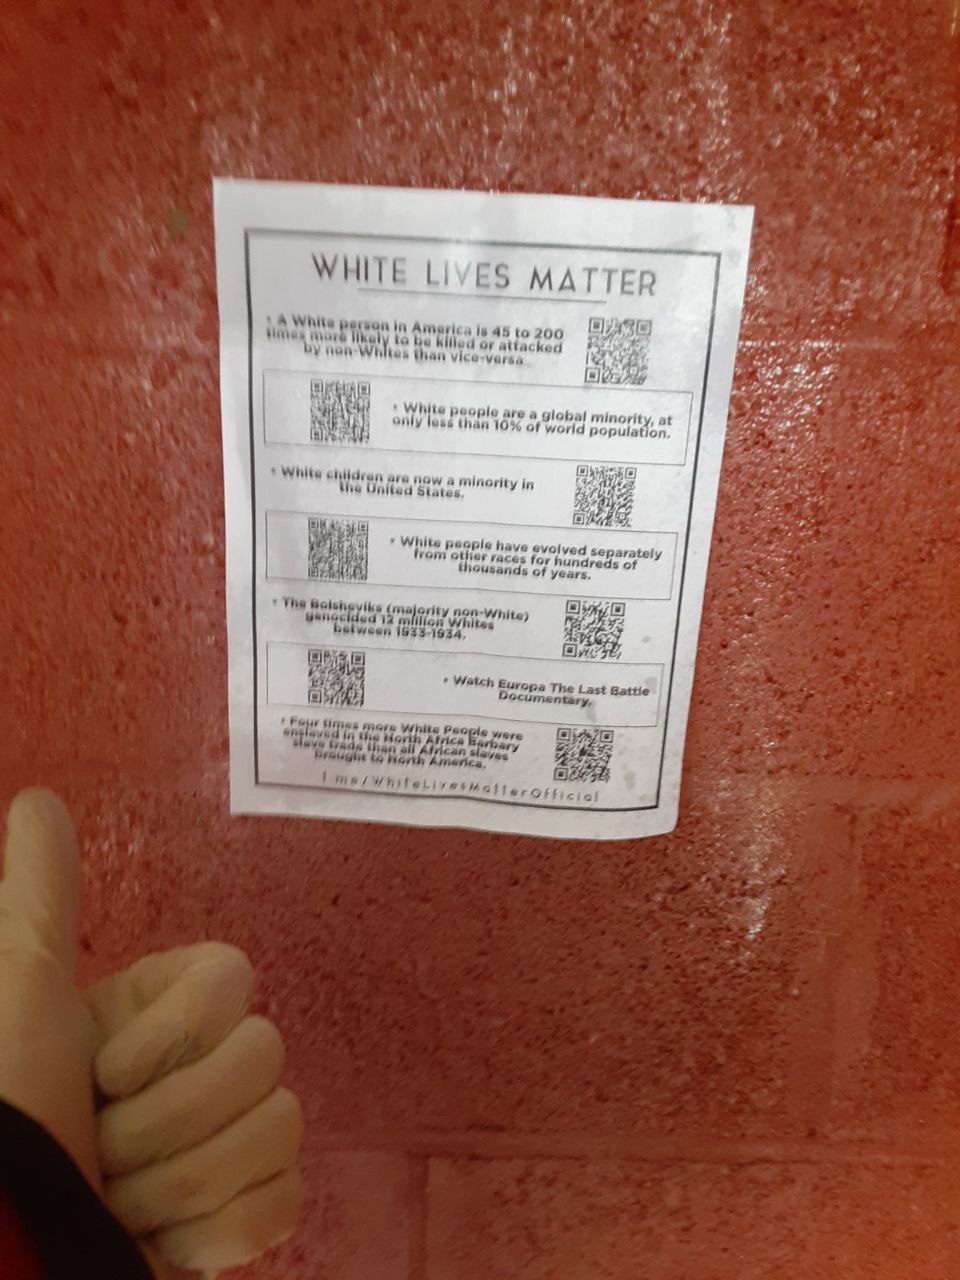 WHITE LIVES MATTER
• A White person in America is 45 to 200
times more likely to be killed or attacked
by non-Whites than vice-versa
• White people are a global minority, at
only less than 10% of world population.
• White children are now a minority in
the United States.
• White people have evolved separately
from other races for hundreds of
thousands of years.
• The Bolsheviks (majority non-White)
genocided 12 million Whites
between 1933-1934.
• Watch Europa The Last Battle
Documentary.
• Four times more White People were
enslaved in the North Africa Barbary
slave trade then all African slaves
brought to North America.
t.me/WhiteLivesMatterOfficial